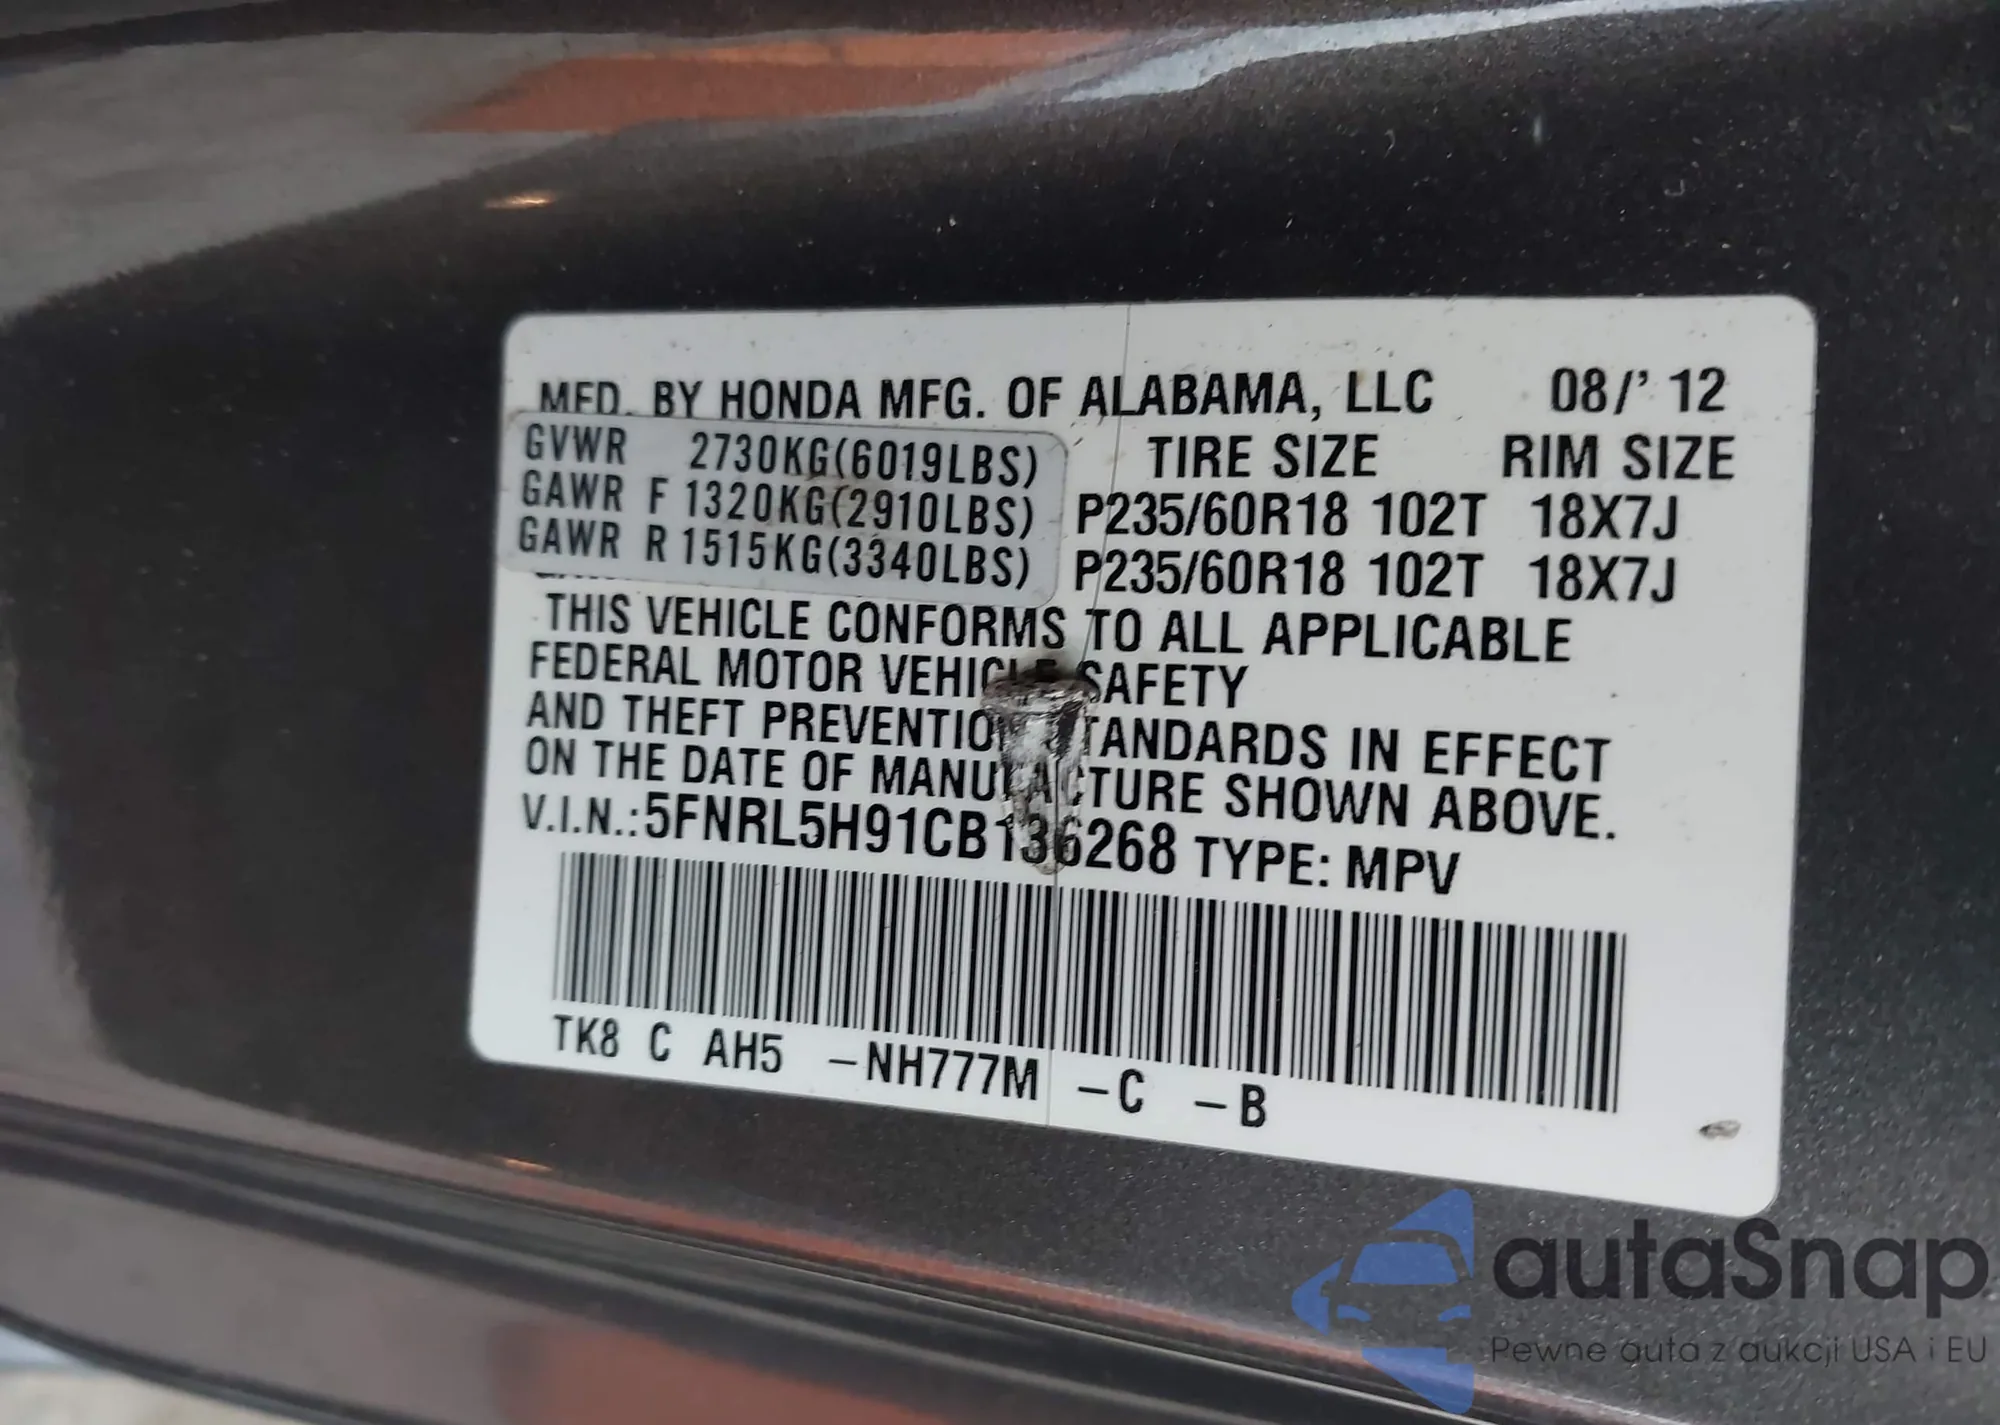 MFD. BY HONDA MFG. OF ALABAMA, LLC 08/' 12
GVWR 2730KG(6019LBS) TIRE SIZE RIM SIZE
GAWR F 1320KG(2910LBS) P235/60R18 102T 18X7J
GAWR R 1515KG(3340LBS) P235/60R18 102T 18X7J
THIS VEHICLE CONFORMS TO ALL APPLICABLE
FEDERAL MOTOR VEHICLE SAFETY
AND THEFT PREVENTION STANDARDS IN EFFECT
ON THE DATE OF MANUFACTURE SHOWN ABOVE.
V.I.N.:5FNRL5H91CB136268 TYPE: MPV
TK8 C AH5 –NH777M –C –B
autaSnap
Pewne auta z aukcji USA i EU